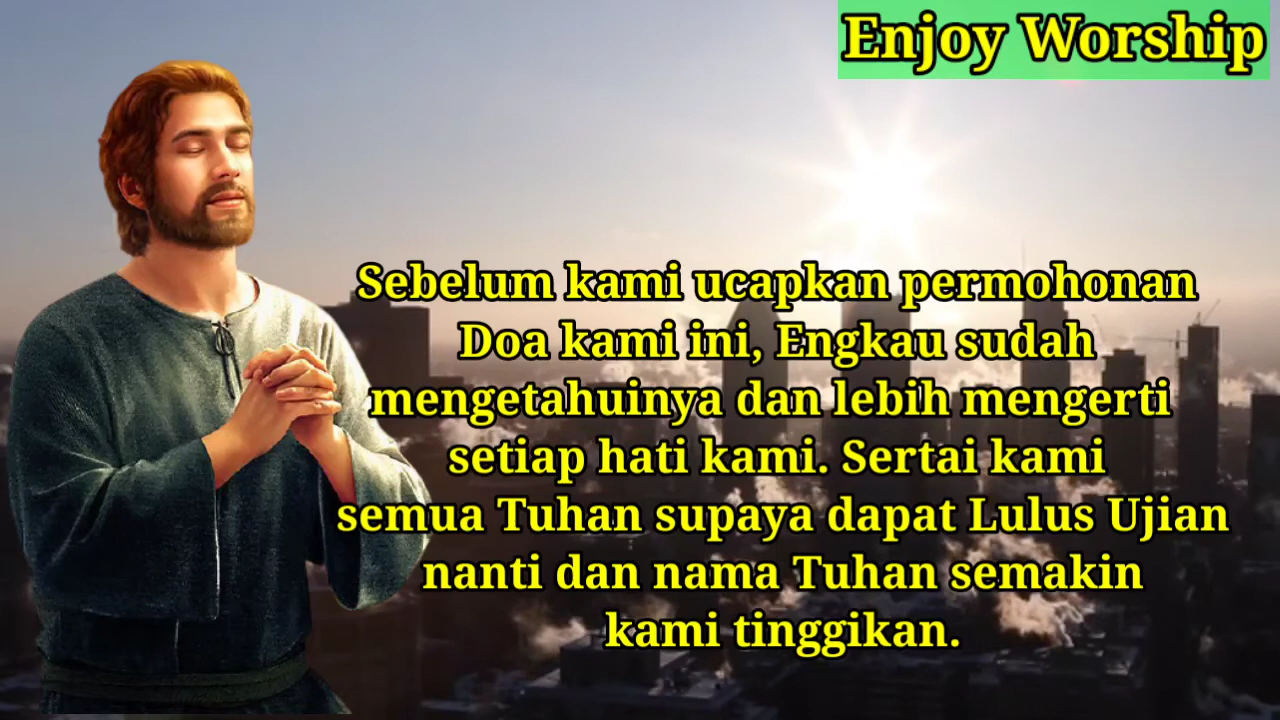 Enjoy Worship
Sebelum kami ucapkan permohonan
Doa kami ini, Engkau sudah
mengetahuinya dan lebih mengerti
setiap hati kami. Sertai kami
semua Tuhan supaya dapat Lulus Ujian
nanti dan nama Tuhan semakin
kami tinggikan.